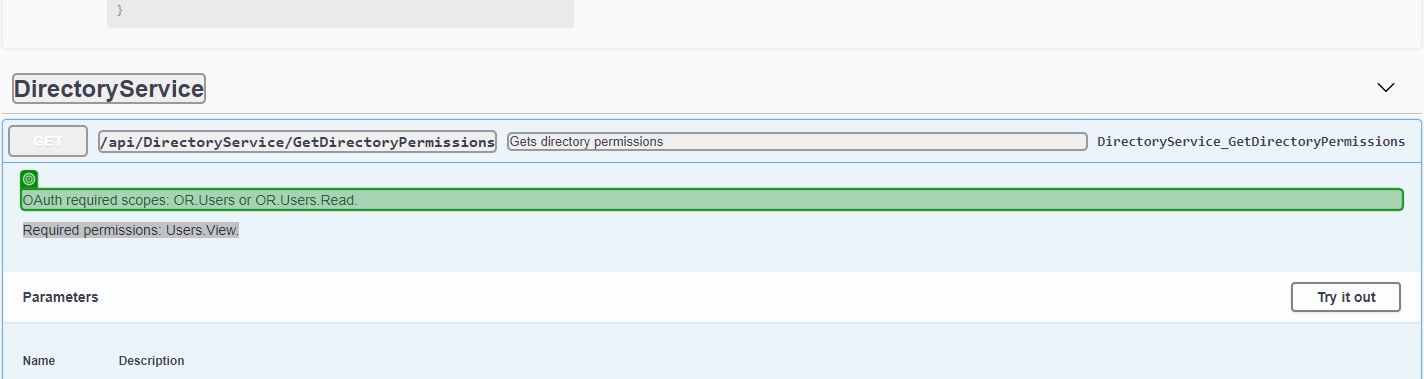 }
DirectoryService
GET /api/DirectoryService/GetDirectoryPermissions Gets directory permissions DirectoryService_GetDirectoryPermissions
OAuth required scopes: OR.Users or OR.Users.Read.
Required permissions: Users.View.
Parameters Try it out
Name Description